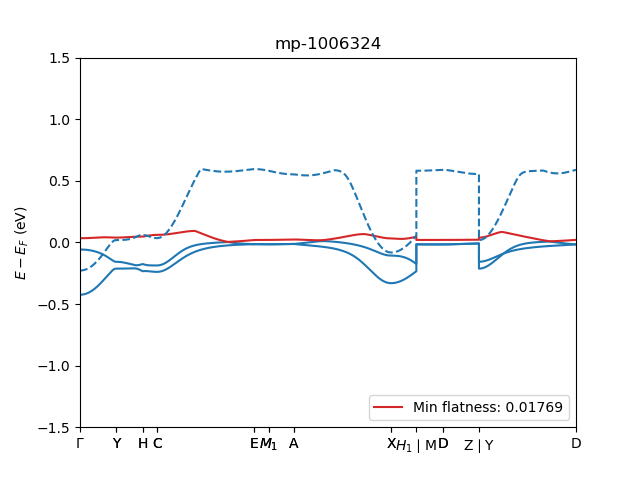 mp-1006324
1.5
1.0
0.5
0.0
−0.5
−1.0
−1.5
E − E_F (eV)
Min flatness: 0.01769
Γ Y H C E M₁ A X H₁ | M D Z | Y D